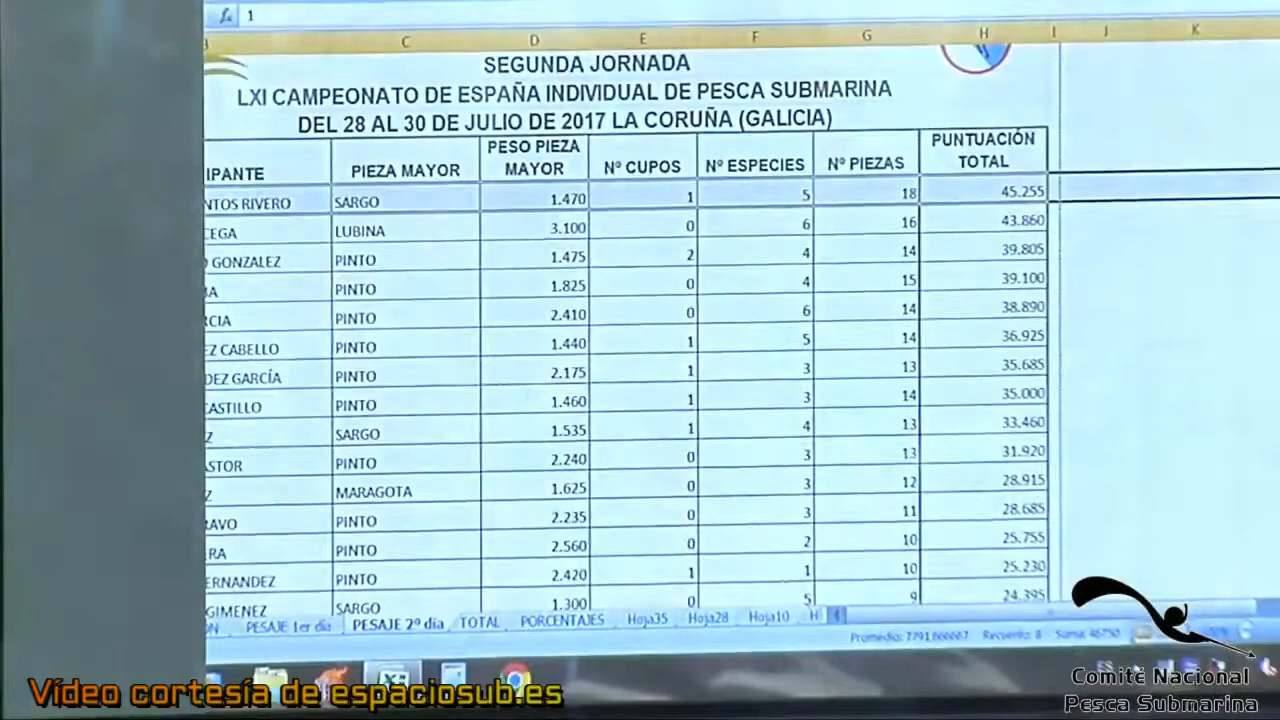 1
B C D E F G H I J K
SEGUNDA JORNADA
LXI CAMPEONATO DE ESPAÑA INDIVIDUAL DE PESCA SUBMARINA
DEL 28 AL 30 DE JULIO DE 2017 LA CORUÑA (GALICIA)
IPANTE PIEZA MAYOR PESO PIEZA MAYOR Nº CUPOS Nº ESPECIES Nº PIEZAS PUNTUACIÓN TOTAL
NTOS RIVERO SARGO 1.470 1 5 18 45.255
CEGA LUBINA 3.100 0 6 16 43.860
GONZALEZ PINTO 1.475 2 4 14 39.805
PINTO 1.825 0 4 15 39.100
RCIA PINTO 2.410 0 6 14 38.890
EZ CABELLO PINTO 1.440 1 5 14 36.925
DEZ GARCÍA PINTO 2.175 1 3 13 35.685
CASTILLO PINTO 1.460 1 3 14 35.000
Z SARGO 1.535 1 4 13 33.460
ASTOR PINTO 2.240 0 3 13 31.920
Z MARAGOTA 1.625 0 3 12 28.915
RAVO PINTO 2.235 0 3 11 28.685
ERA PINTO 2.560 0 2 10 25.755
ERNANDEZ PINTO 2.420 1 1 10 25.230
GIMENEZ SARGO 1.300 0 5 9 24.395
PESAJE 1er día PESAJE 2º día TOTAL PORCENTAJES Hoja35 Hoja28 Hoja10 H
Promedio: 7791,666667 Recuento: 8 Suma: 46750
ES
Vídeo cortesía de espaciosub.es
Comité Nacional
Pesca Submarina